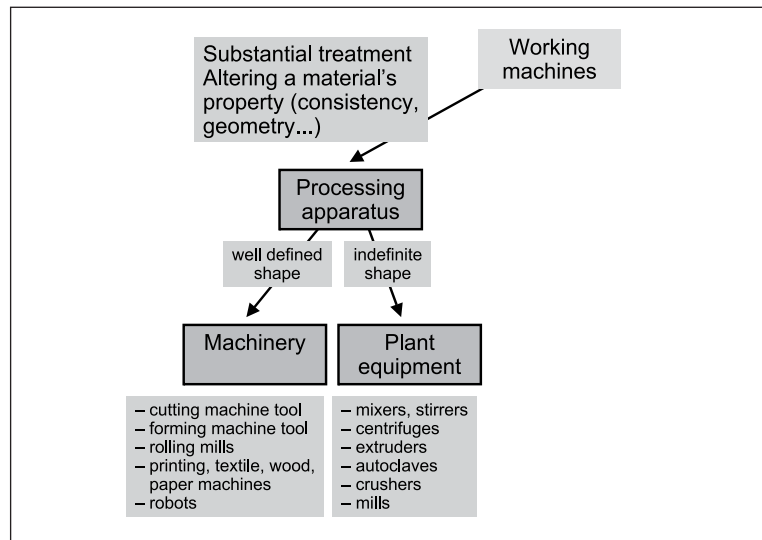 Substantial treatment
Altering a material's
property (consistency,
geometry...)
Working
machines
Processing
apparatus
well defined
shape
indefinite
shape
Machinery
Plant
equipment
– cutting machine tool
– forming machine tool
– rolling mills
– printing, textile, wood,
paper machines
– robots
– mixers, stirrers
– centrifuges
– extruders
– autoclaves
– crushers
– mills